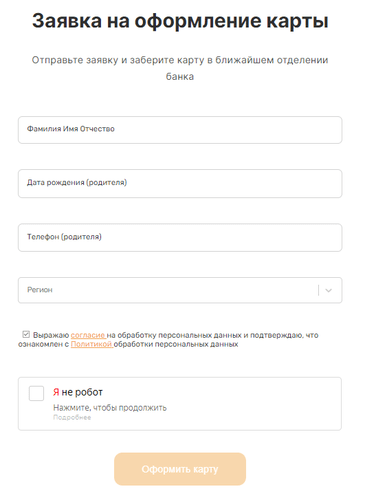 Заявка на оформление карты
Отправьте заявку и заберите карту в ближайшем отделении
банка
Фамилия Имя Отчество
Дата рождения (родителя)
Телефон (родителя)
Регион
Выражаю согласие на обработку персональных данных и подтверждаю, что
ознакомлен с Политикой обработки персональных данных
Я не робот
Нажмите, чтобы продолжить
Подробнее
Оформить карту